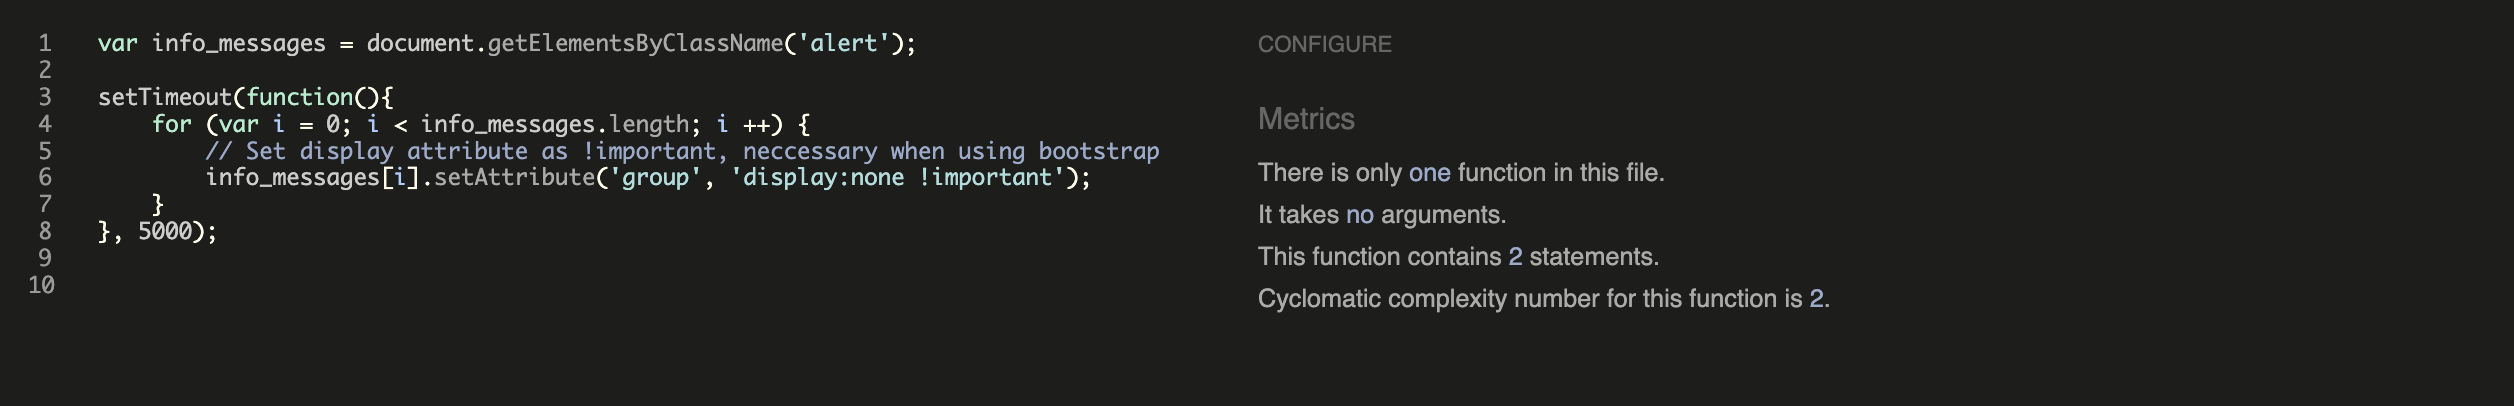 1 var info_messages = document.getElementsByClassName('alert');
2
3 setTimeout(function(){
4 for (var i = 0; i < info_messages.length; i ++) {
5 // Set display attribute as !important, neccessary when using bootstrap
6 info_messages[i].setAttribute('group', 'display:none !important');
7 }
8 }, 5000);
9
10
CONFIGURE
Metrics
There is only one function in this file.
It takes no arguments.
This function contains 2 statements.
Cyclomatic complexity number for this function is 2.